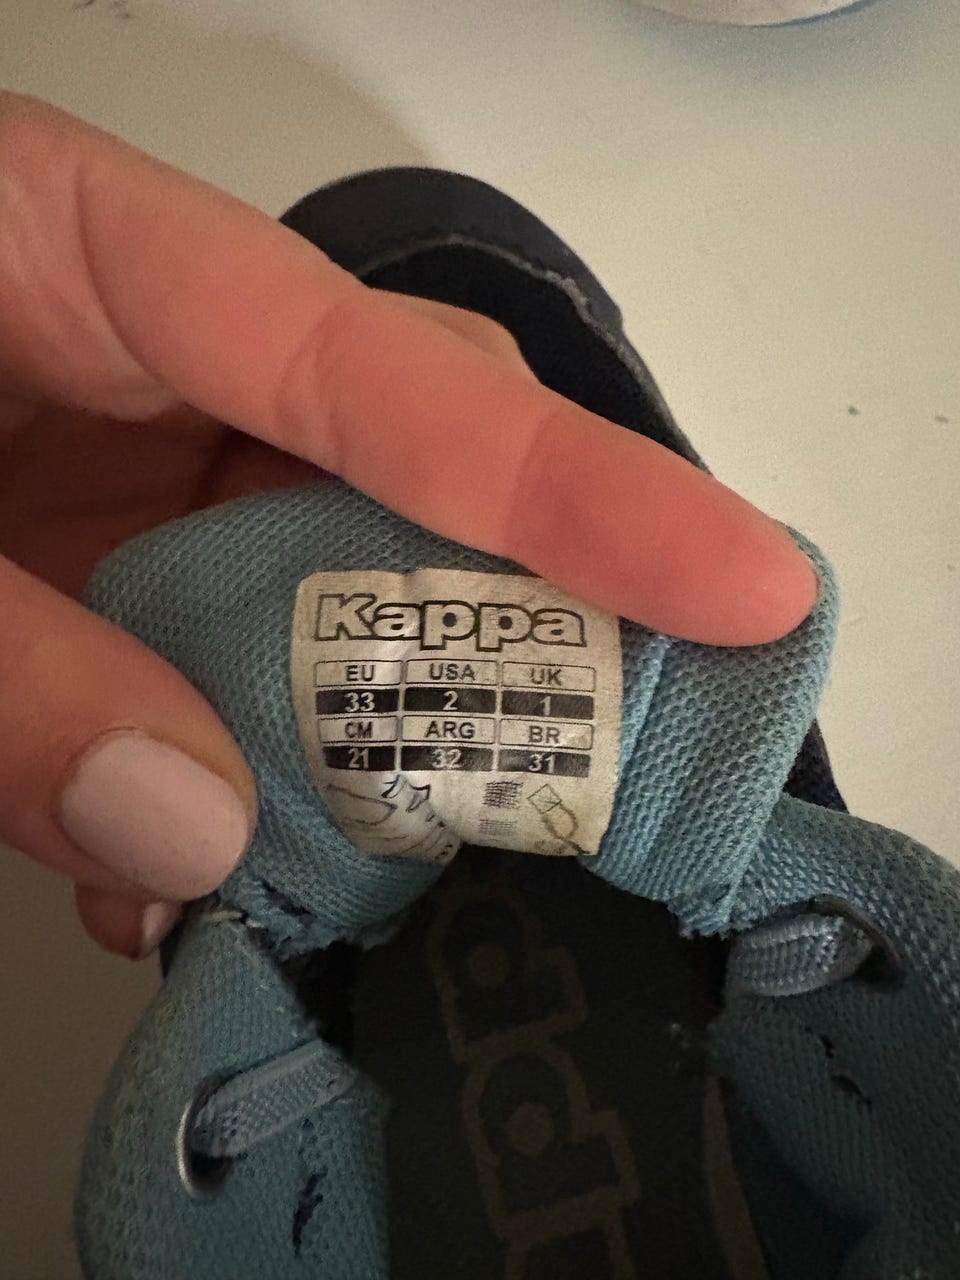 Kappa
EU USA UK
33 2 1
CM ARG BR
21 32 31